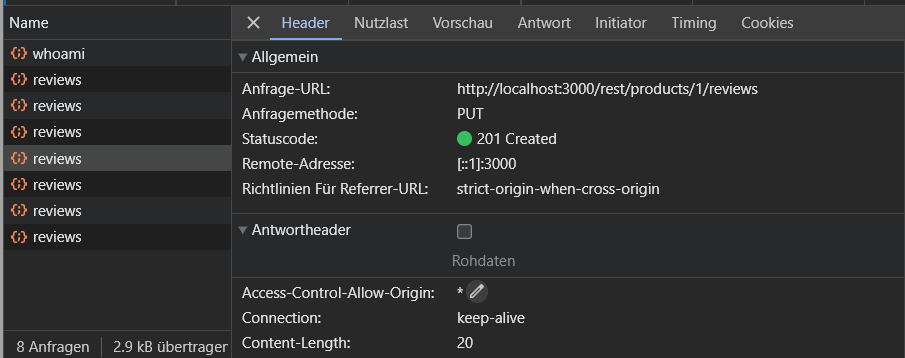 Name
whoami
reviews
reviews
reviews
reviews
reviews
reviews
reviews
8 Anfragen 2.9 kB übertragen
Header Nutzlast Vorschau Antwort Initiator Timing Cookies
Allgemein
Anfrage-URL: http://localhost:3000/rest/products/1/reviews
Anfragemethode: PUT
Statuscode: 201 Created
Remote-Adresse: [::1]:3000
Richtlinien Für Referrer-URL: strict-origin-when-cross-origin
Antwortheader
Rohdaten
Access-Control-Allow-Origin: *
Connection: keep-alive
Content-Length: 20